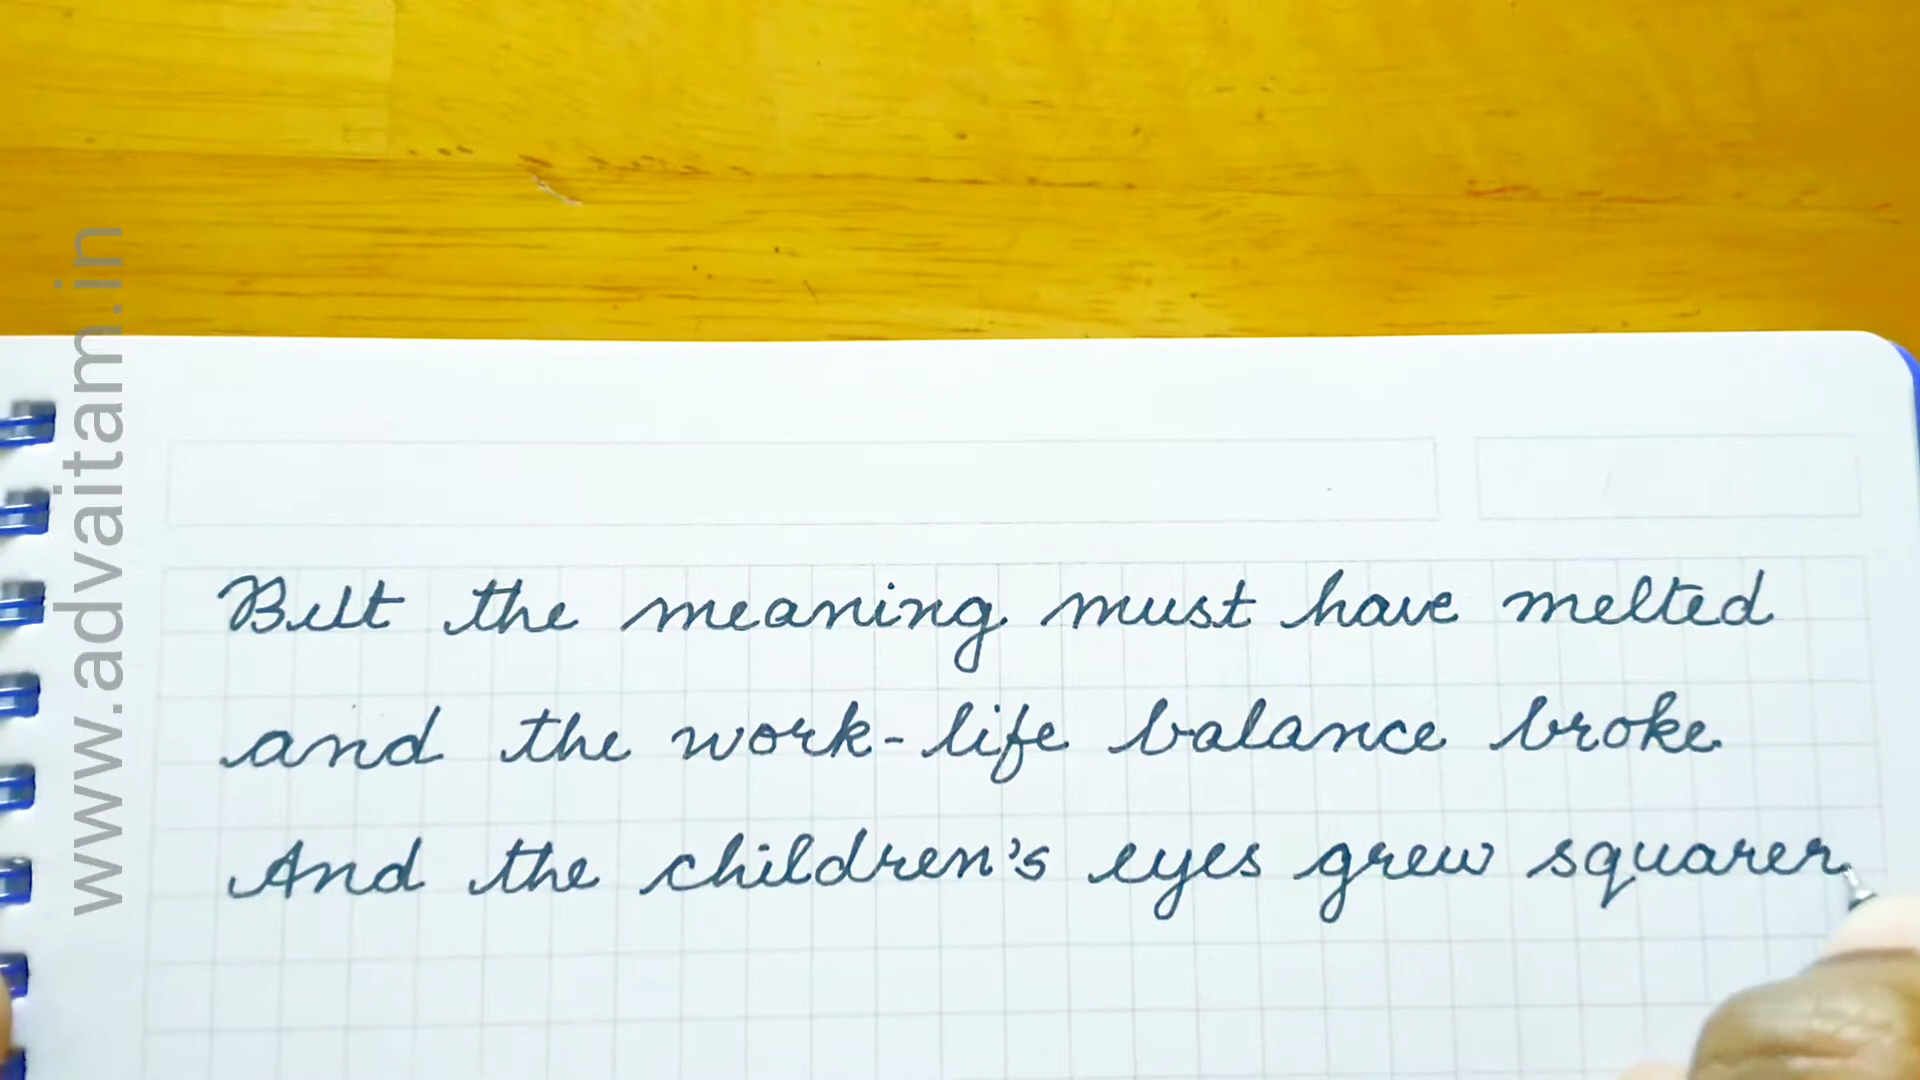 But the meaning must have melted
and the work-life balance broke
And the children's eyes grew squarer
www.advaitam.in